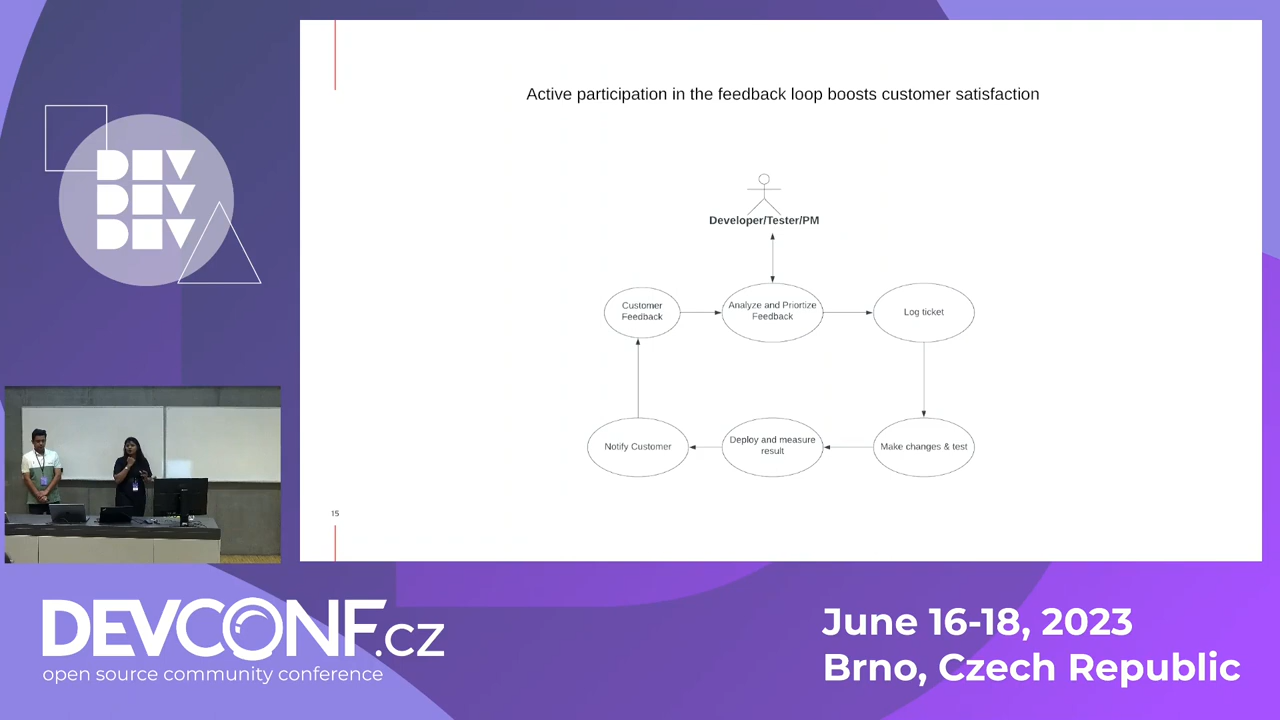 DEV
DEV
DEV
Active participation in the feedback loop boosts customer satisfaction
Developer/Tester/PM
Customer
Feedback
Analyze and Priortize
Feedback
Log ticket
Notify Customer
Deploy and measure
result
Make changes & test
15
DEVCONF.cz
open source community conference
June 16-18, 2023
Brno, Czech Republic